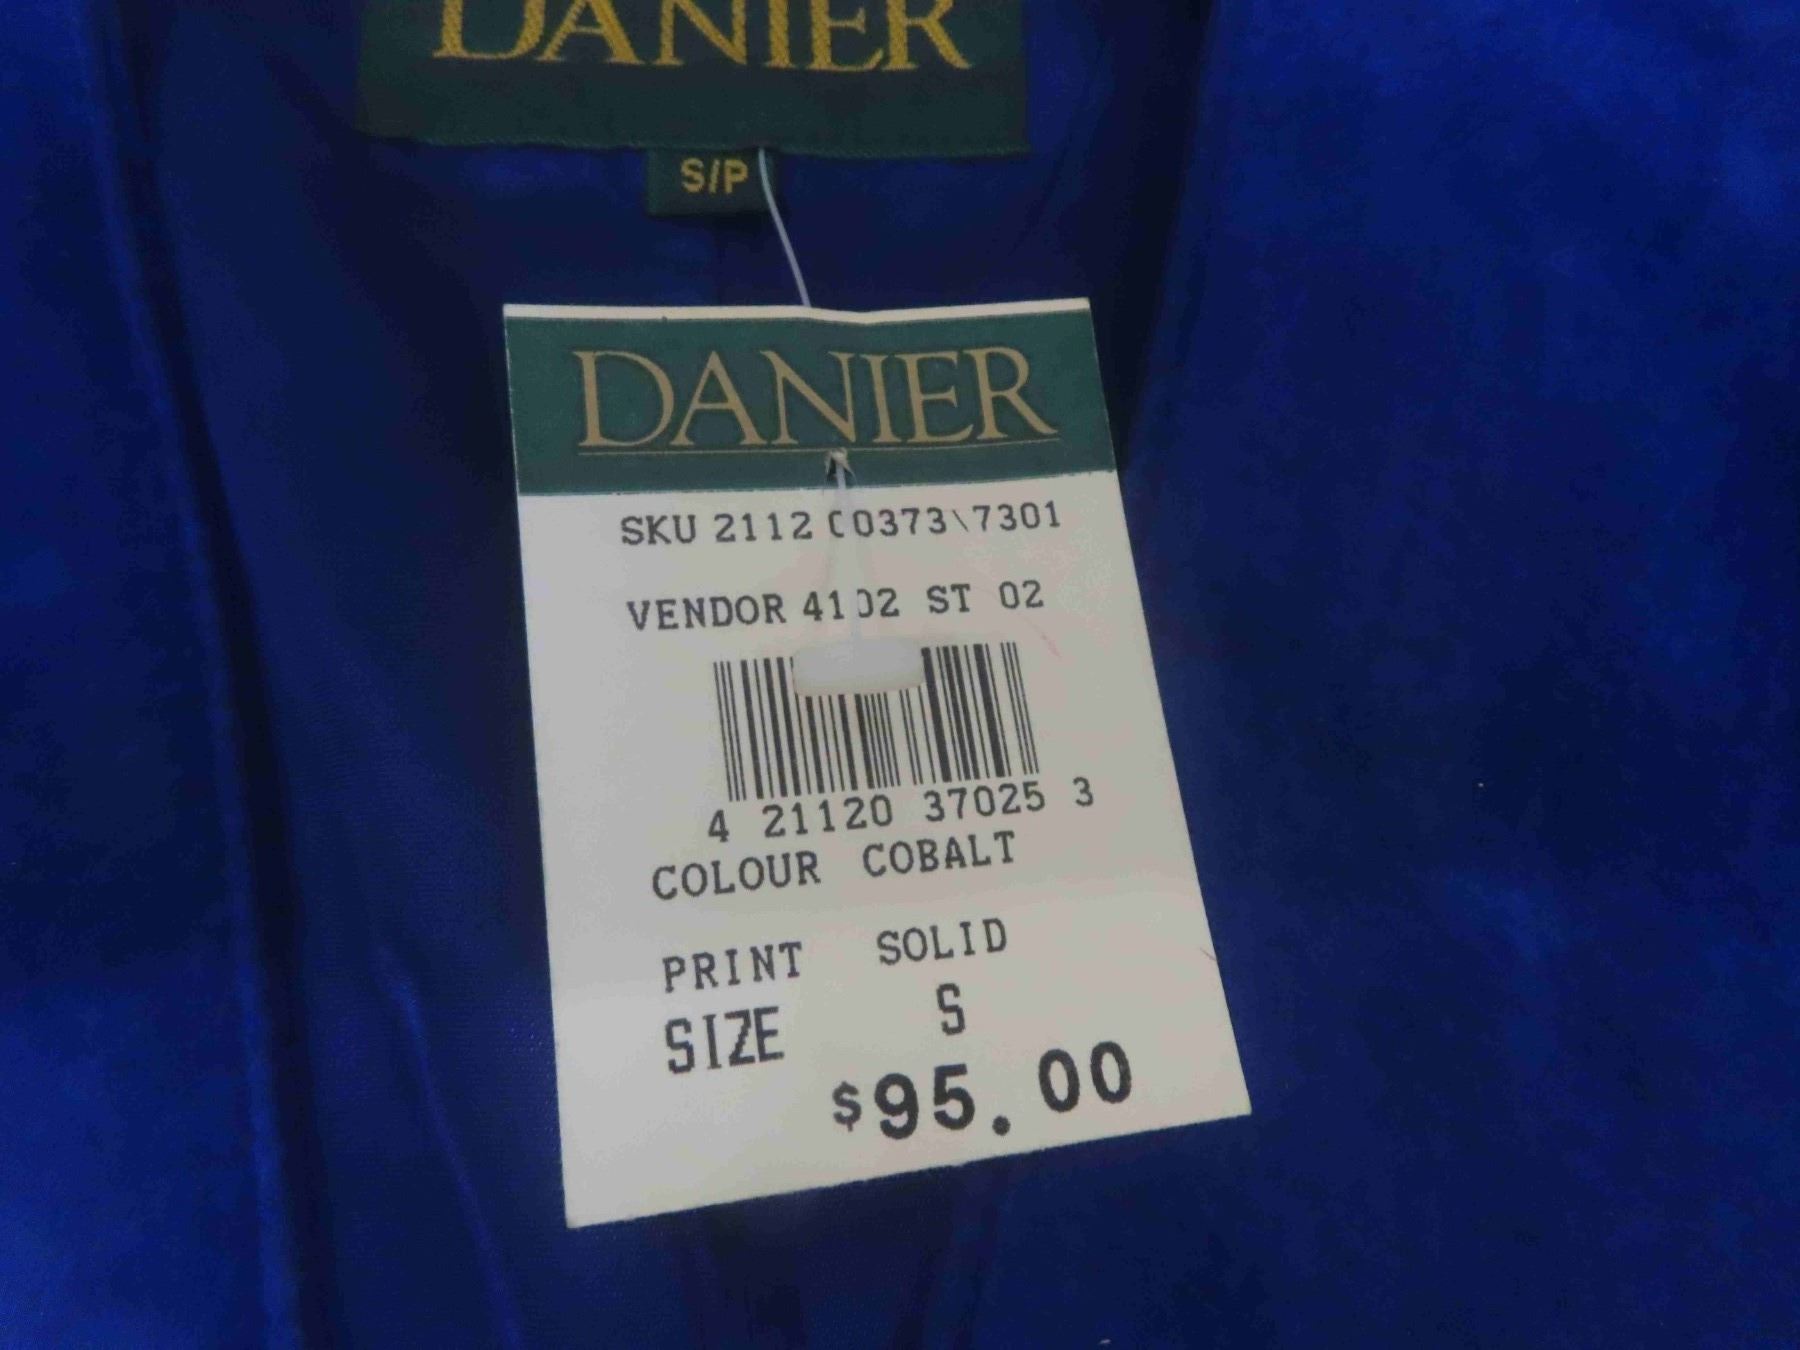 DANIER
S/P
DANIER
SKU 2112 00373\7301
VENDOR 4102 ST 02
4 21120 37025 3
COLOUR COBALT
PRINT SOLID
SIZE S
$95.00